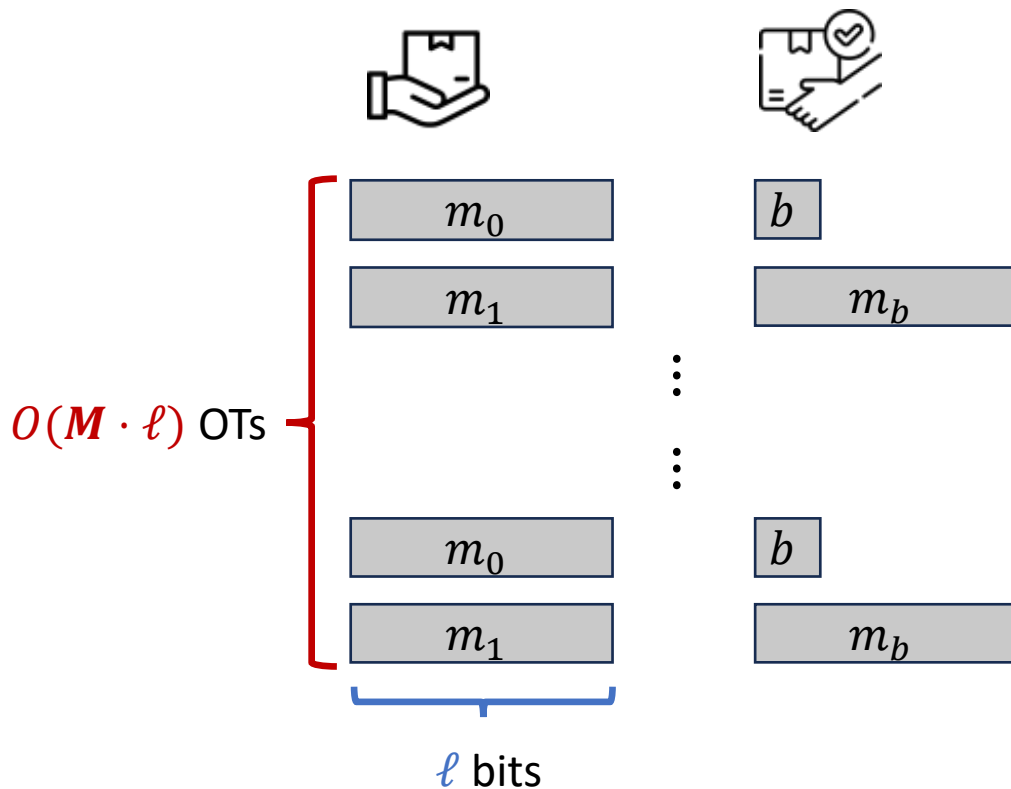 m₀ b
m₁ m_b
⋮
O(M · ℓ) OTs
⋮
m₀ b
m₁ m_b
ℓ bits